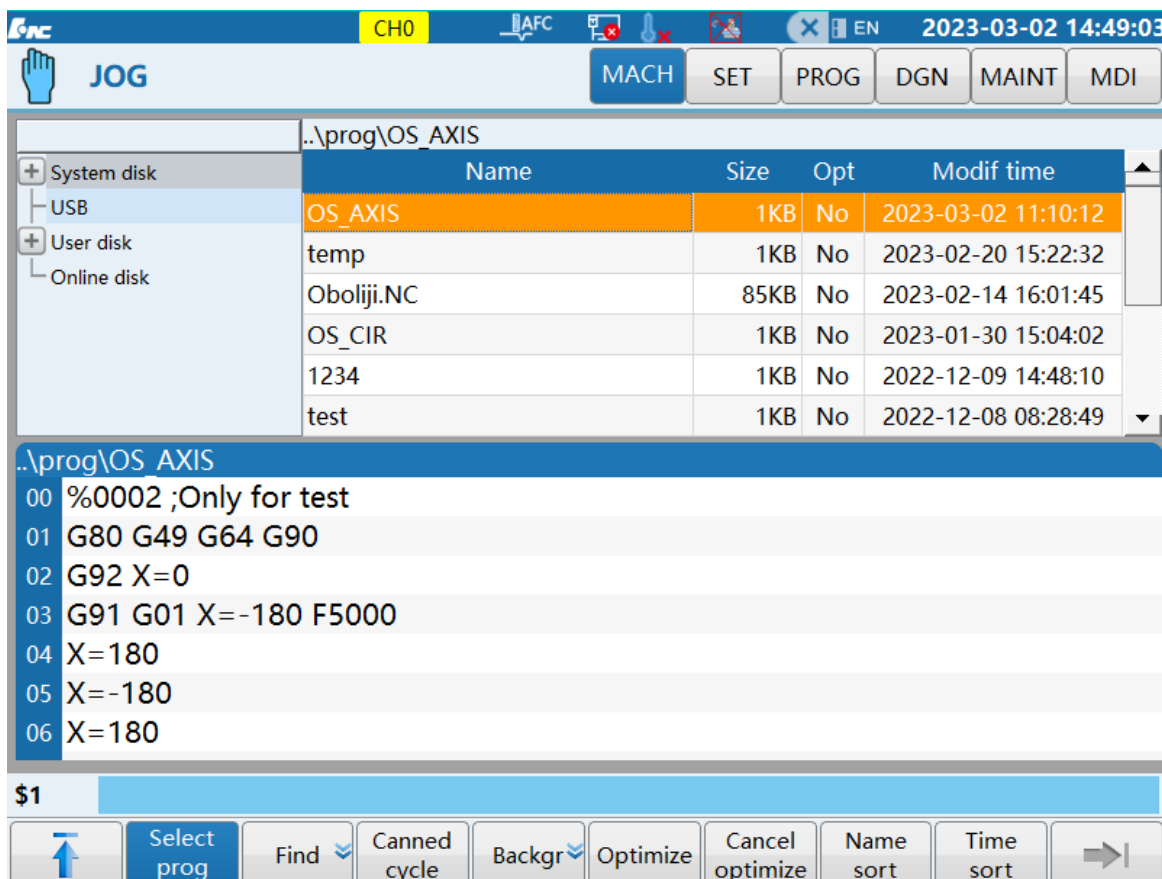 CH0 AFC EN 2023-03-02 14:49:03
JOG MACH SET PROG DGN MAINT MDI
..\prog\OS_AXIS
Name Size Opt Modif time
System disk
USB
User disk
Online disk
OS_AXIS 1KB No 2023-03-02 11:10:12
temp 1KB No 2023-02-20 15:22:32
Oboliji.NC 85KB No 2023-02-14 16:01:45
OS_CIR 1KB No 2023-01-30 15:04:02
1234 1KB No 2022-12-09 14:48:10
test 1KB No 2022-12-08 08:28:49
..\prog\OS_AXIS
00 %0002 ;Only for test
01 G80 G49 G64 G90
02 G92 X=0
03 G91 G01 X=-180 F5000
04 X=180
05 X=-180
06 X=180
$1
Select prog
Find
Canned cycle
Backgr
Optimize
Cancel optimize
Name sort
Time sort